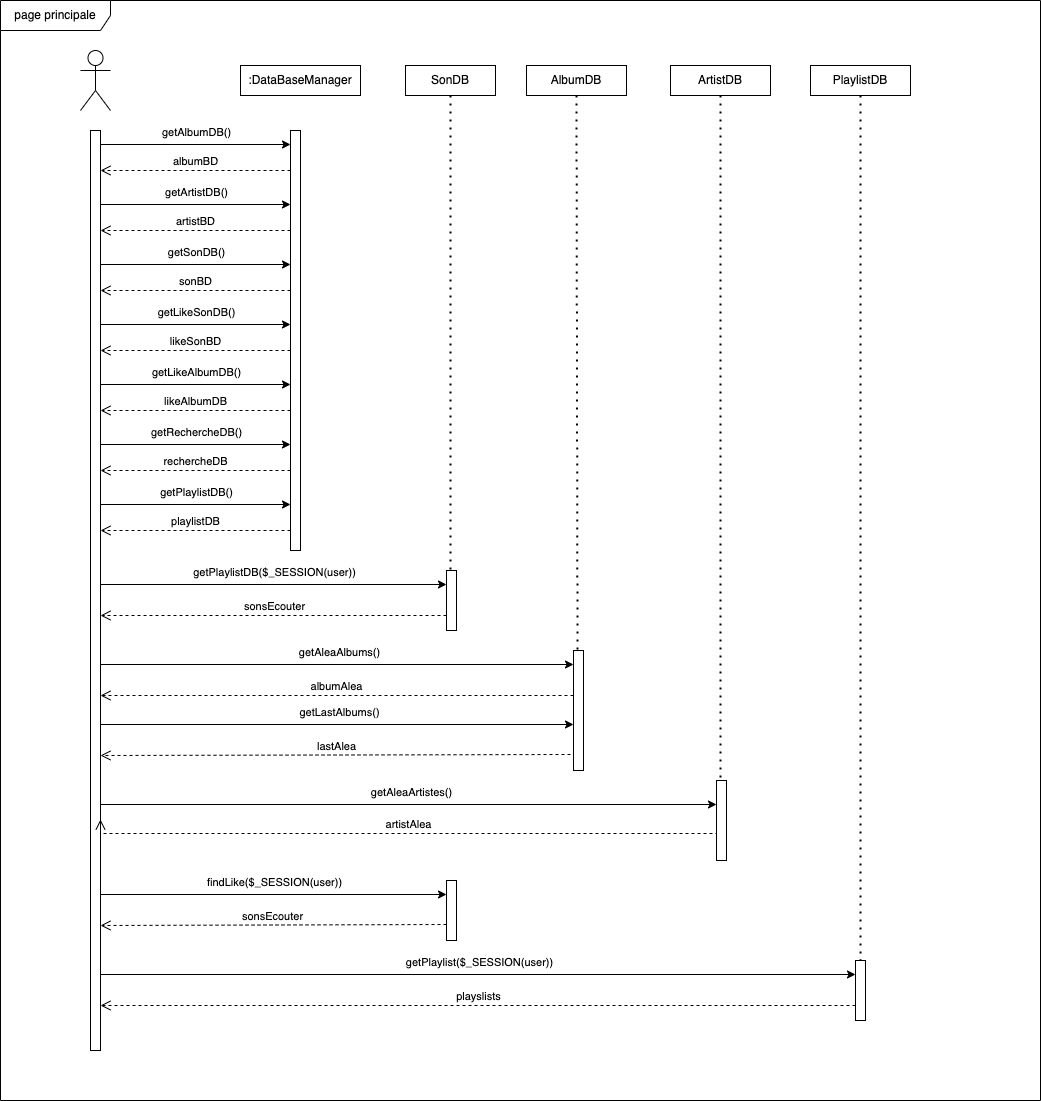 page principale
:DataBaseManager
SonDB
AlbumDB
ArtistDB
PlaylistDB
getAlbumDB()
albumBD
getArtistDB()
artistBD
getSonDB()
sonBD
getLikeSonDB()
likeSonBD
getLikeAlbumDB()
likeAlbumDB
getRechercheDB()
rechercheDB
getPlaylistDB()
playlistDB
getPlaylistDB($_SESSION(user))
sonsEcouter
getAleaAlbums()
albumAlea
getLastAlbums()
lastAlea
getAleaArtistes()
artistAlea
findLike($_SESSION(user))
sonsEcouter
getPlaylist($_SESSION(user))
playslists